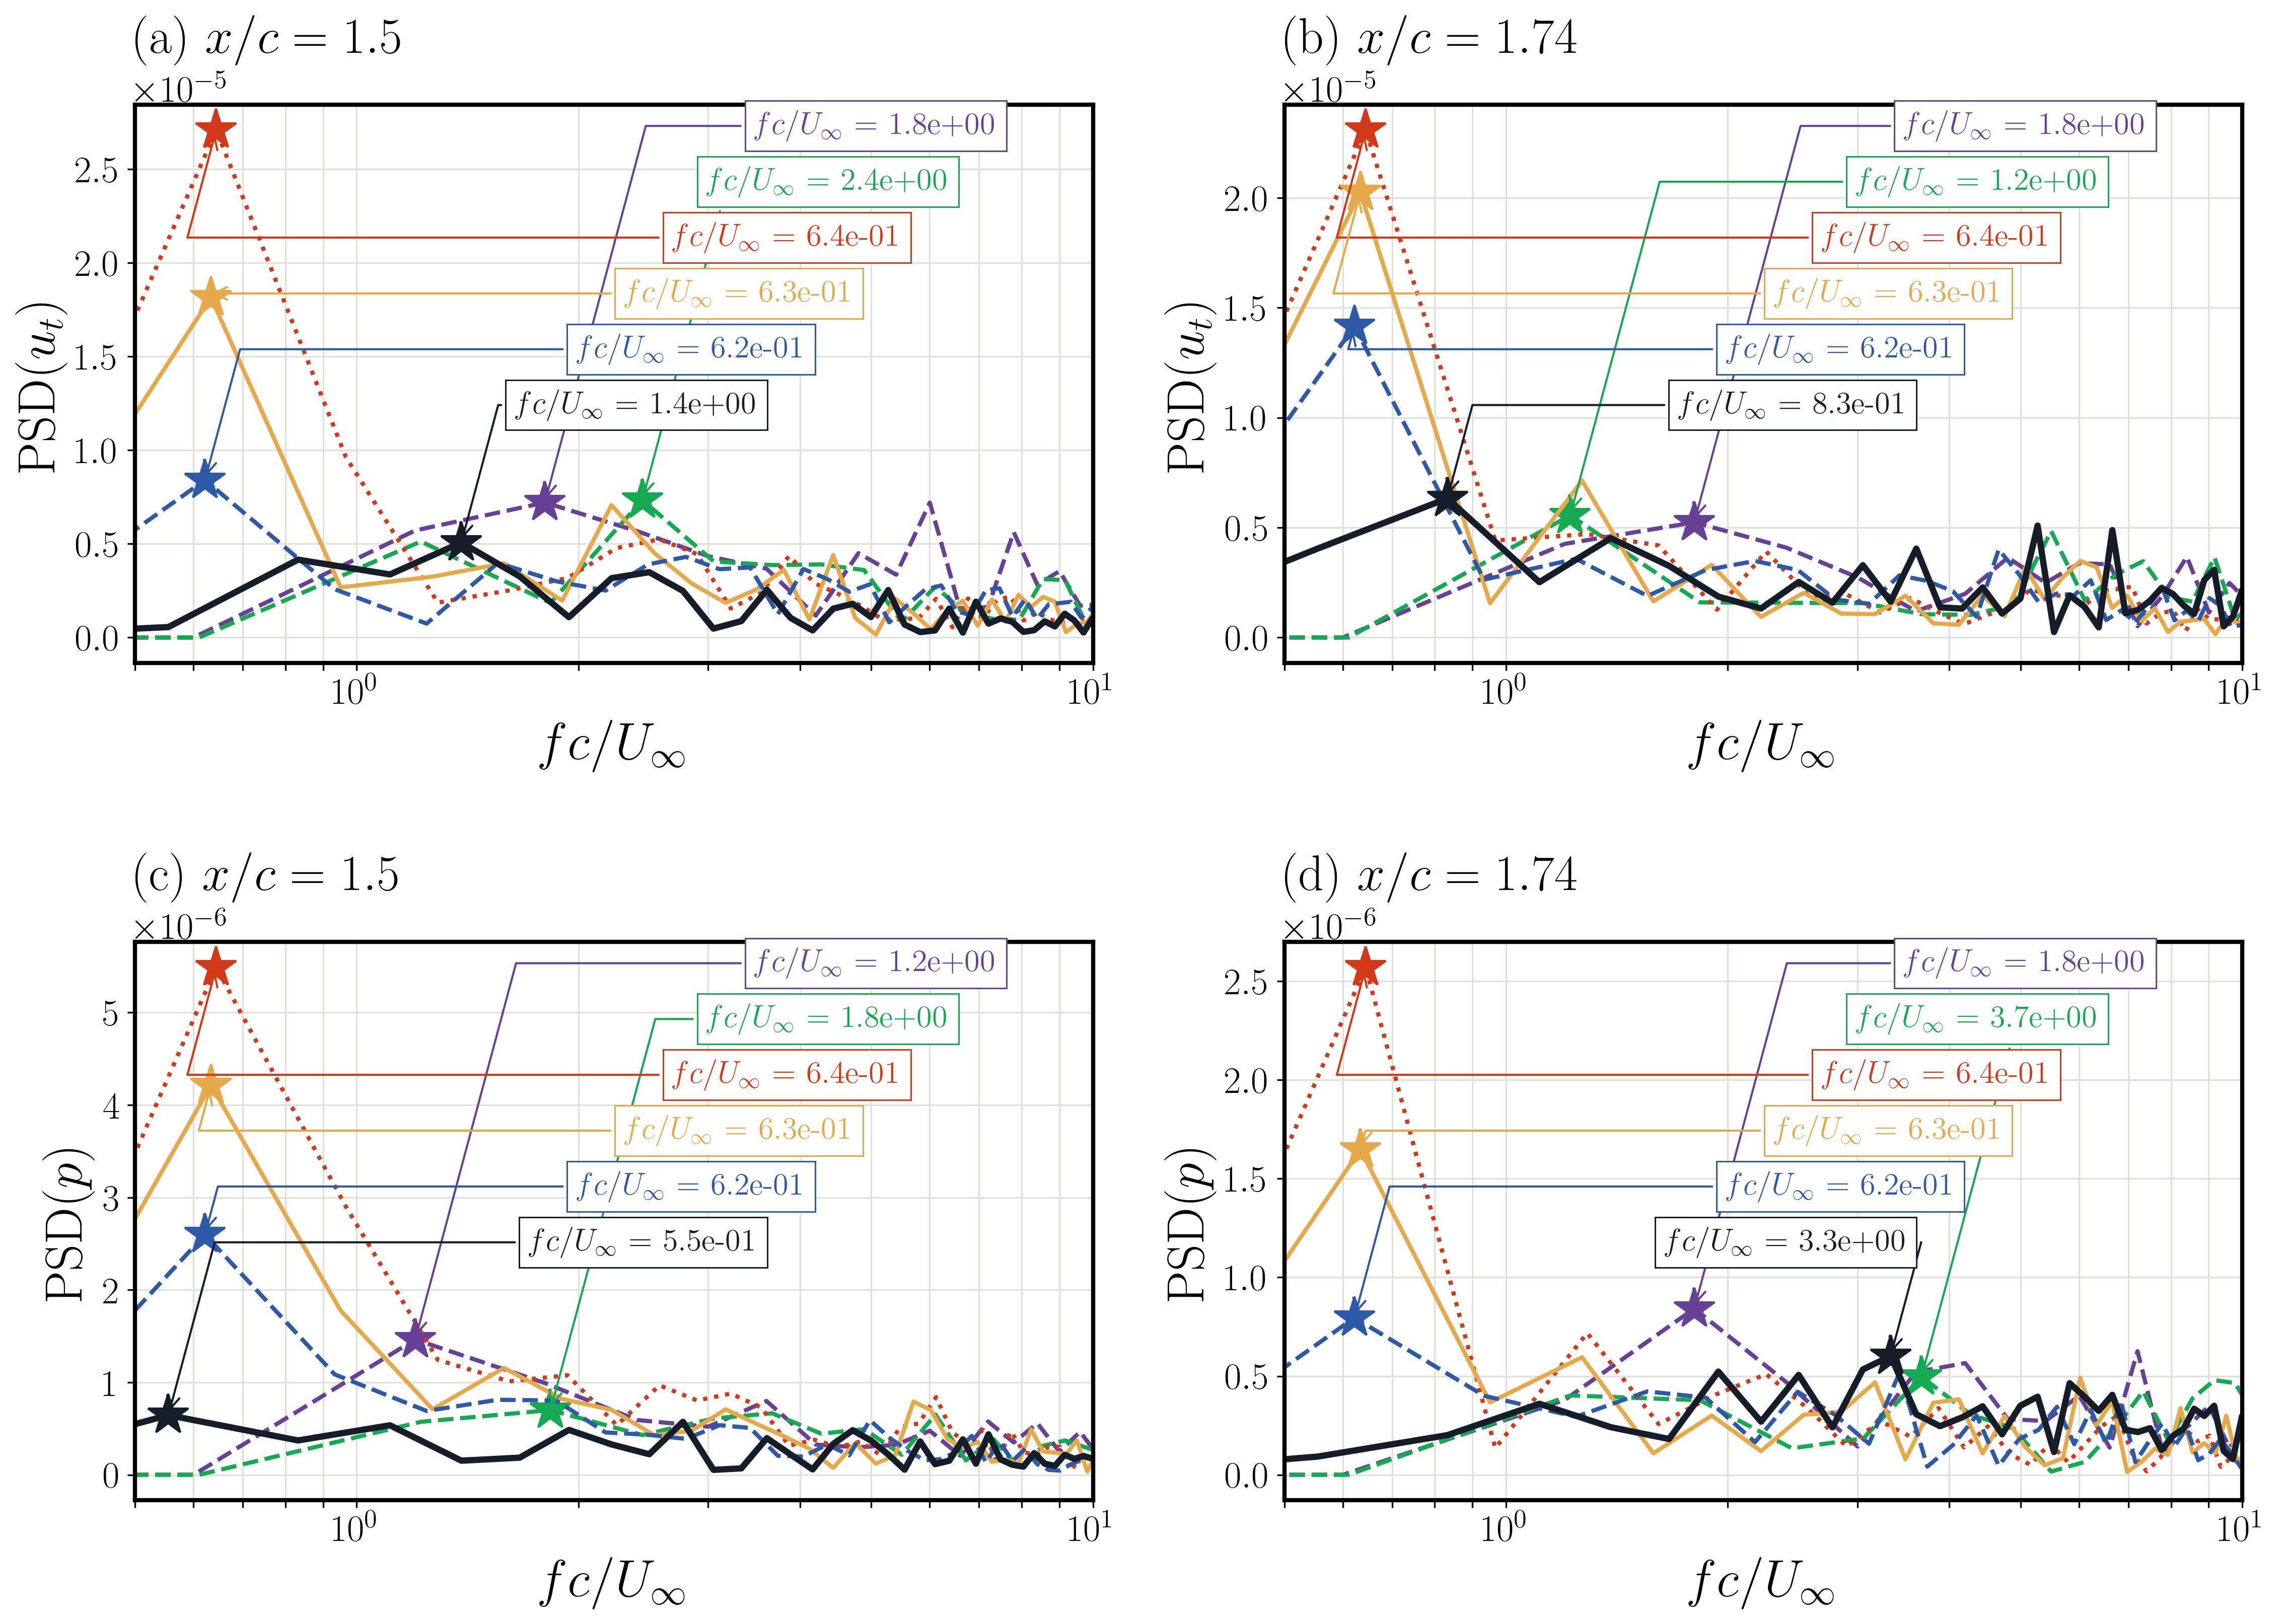 (a) x/c = 1.5
×10⁻⁵
PSD(uₜ)
2.5
2.0
1.5
1.0
0.5
0.0
fc/U∞ = 1.8e+00
fc/U∞ = 2.4e+00
fc/U∞ = 6.4e-01
fc/U∞ = 6.3e-01
fc/U∞ = 6.2e-01
fc/U∞ = 1.4e+00
10⁰ 10¹
fc/U∞
(b) x/c = 1.74
×10⁻⁵
PSD(uₜ)
2.0
1.5
1.0
0.5
0.0
fc/U∞ = 1.8e+00
fc/U∞ = 1.2e+00
fc/U∞ = 6.4e-01
fc/U∞ = 6.3e-01
fc/U∞ = 6.2e-01
fc/U∞ = 8.3e-01
10⁰ 10¹
fc/U∞
(c) x/c = 1.5
×10⁻⁶
PSD(p)
5
4
3
2
1
0
fc/U∞ = 1.2e+00
fc/U∞ = 1.8e+00
fc/U∞ = 6.4e-01
fc/U∞ = 6.3e-01
fc/U∞ = 6.2e-01
fc/U∞ = 5.5e-01
10⁰ 10¹
fc/U∞
(d) x/c = 1.74
×10⁻⁶
PSD(p)
2.5
2.0
1.5
1.0
0.5
0.0
fc/U∞ = 1.8e+00
fc/U∞ = 3.7e+00
fc/U∞ = 6.4e-01
fc/U∞ = 6.3e-01
fc/U∞ = 6.2e-01
fc/U∞ = 3.3e+00
10⁰ 10¹
fc/U∞